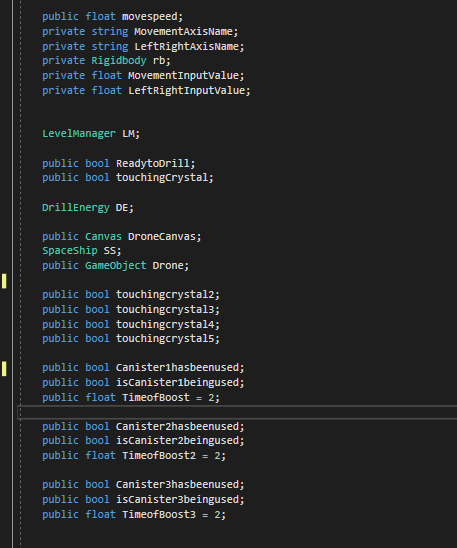 public float movespeed;
private string MovementAxisName;
private string LeftRightAxisName;
private Rigidbody rb;
private float MovementInputValue;
private float LeftRightInputValue;
LevelManager LM;
public bool ReadytoDrill;
public bool touchingCrystal;
DrillEnergy DE;
public Canvas DroneCanvas;
SpaceShip SS;
public GameObject Drone;
public bool touchingcrystal2;
public bool touchingcrystal3;
public bool touchingcrystal4;
public bool touchingcrystal5;
public bool Canister1hasbeenused;
public bool isCanister1beingused;
public float TimeofBoost = 2;
public bool Canister2hasbeenused;
public bool isCanister2beingused;
public float TimeofBoost2 = 2;
public bool Canister3hasbeenused;
public bool isCanister3beingused;
public float TimeofBoost3 = 2;